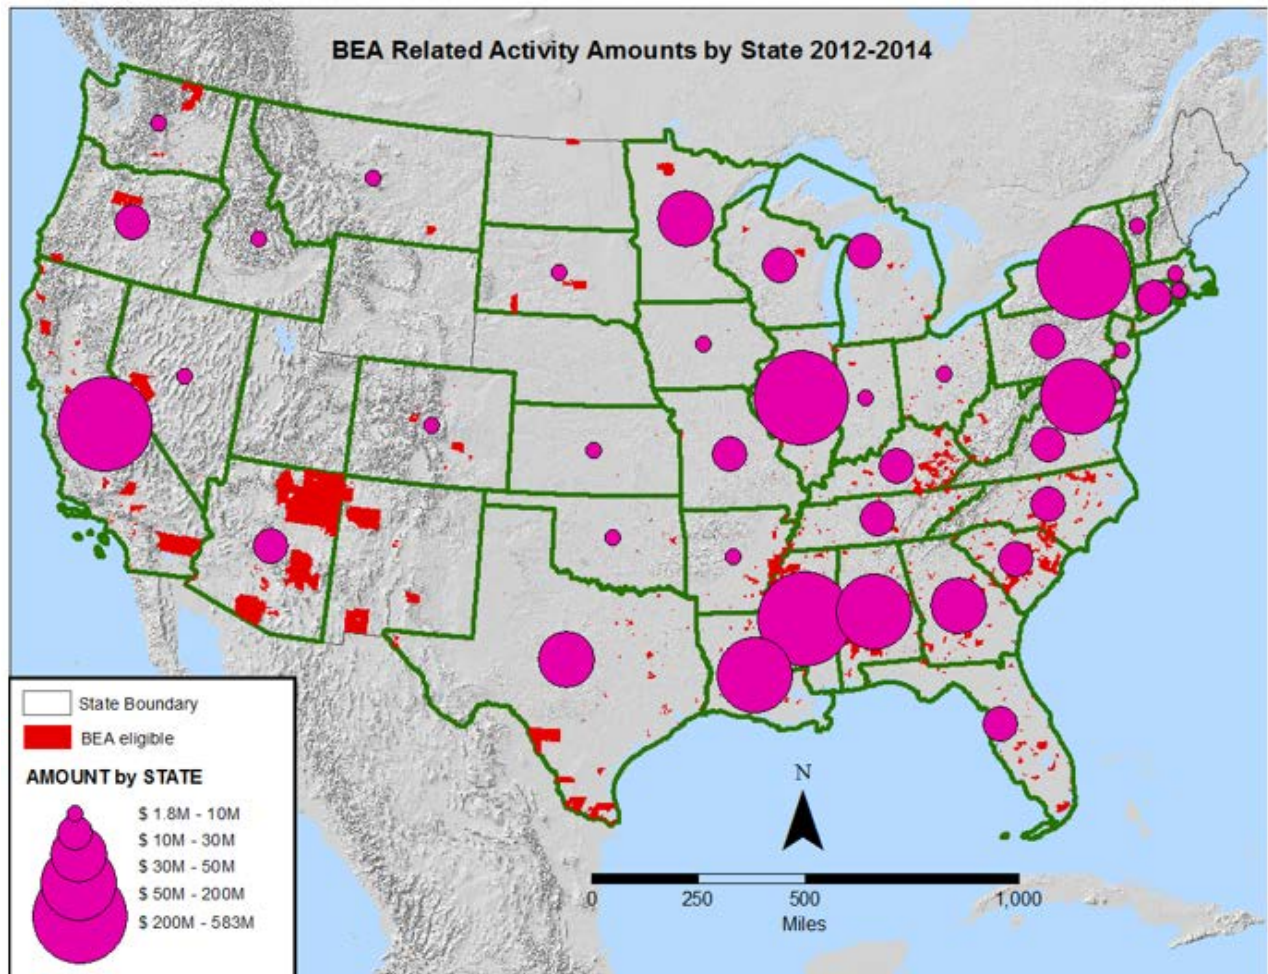 BEA Related Activity Amounts by State 2012-2014
State Boundary
BEA eligible
AMOUNT by STATE
$ 1.8M - 10M
$ 10M - 30M
$ 30M - 50M
$ 50M - 200M
$ 200M - 583M
N
0 250 500 1,000
Miles